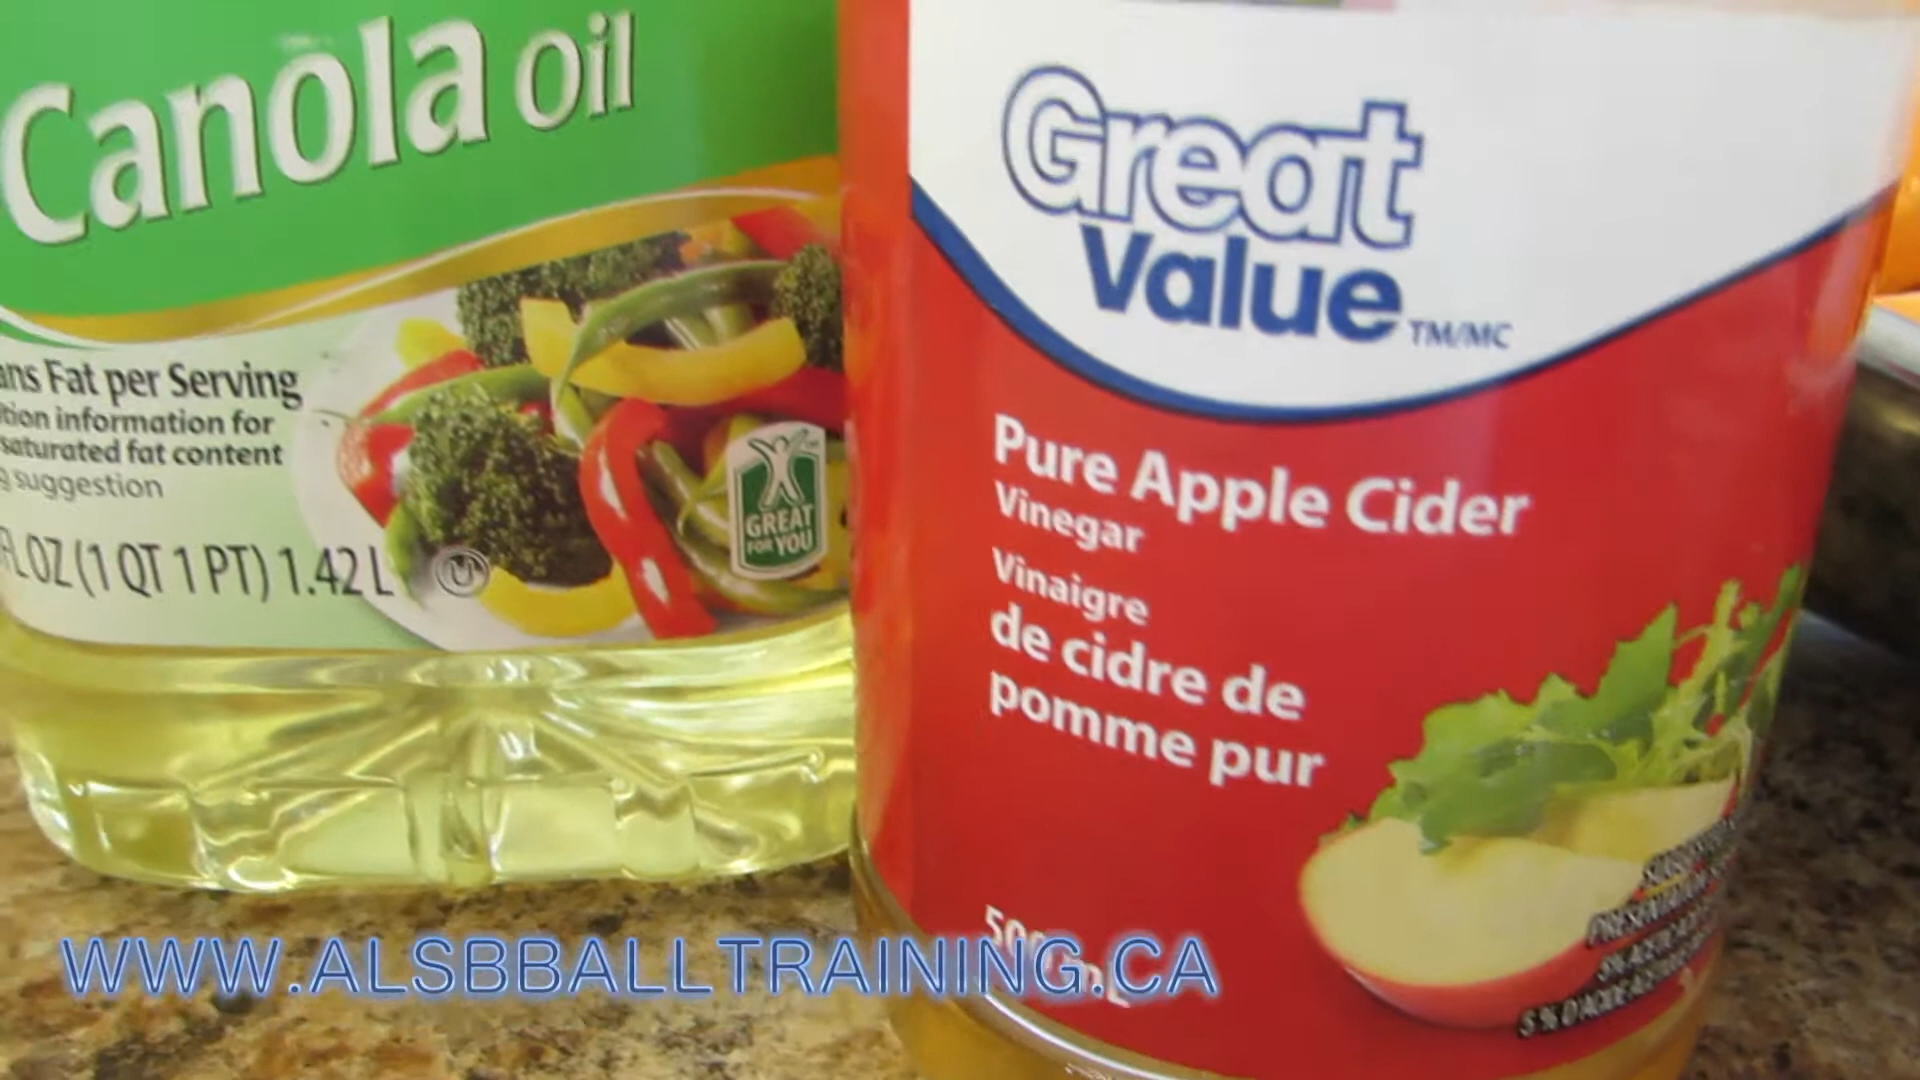 Canola oil
Fat per Serving
information for
saturated fat content
suggestion
FL OZ (1 QT 1 PT) 1.42 L
U
GREAT
FOR YOU
Great
Value
TM/MC
Pure Apple Cider
Vinegar
Vinaigre
de cidre de
pomme pur
500 mL
WWW.ALSBBALLTRAINING.CA